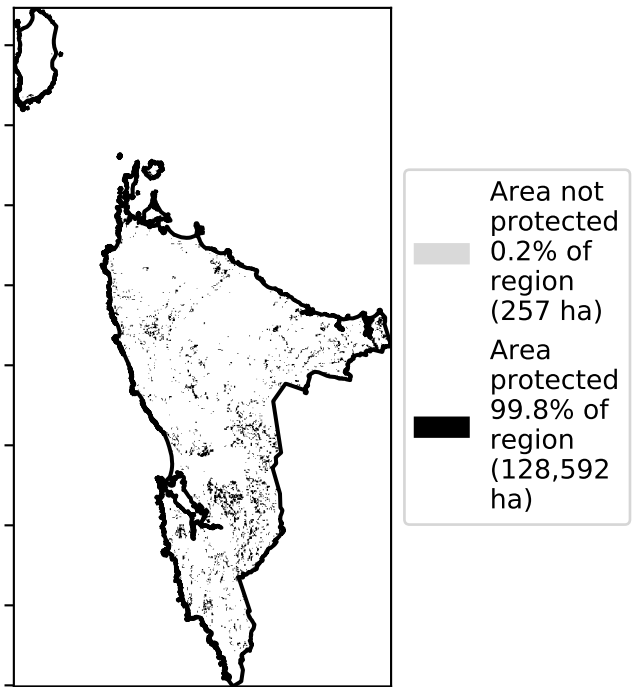 Area not
protected
0.2% of
region
(257 ha)
Area
protected
99.8% of
region
(128,592
ha)